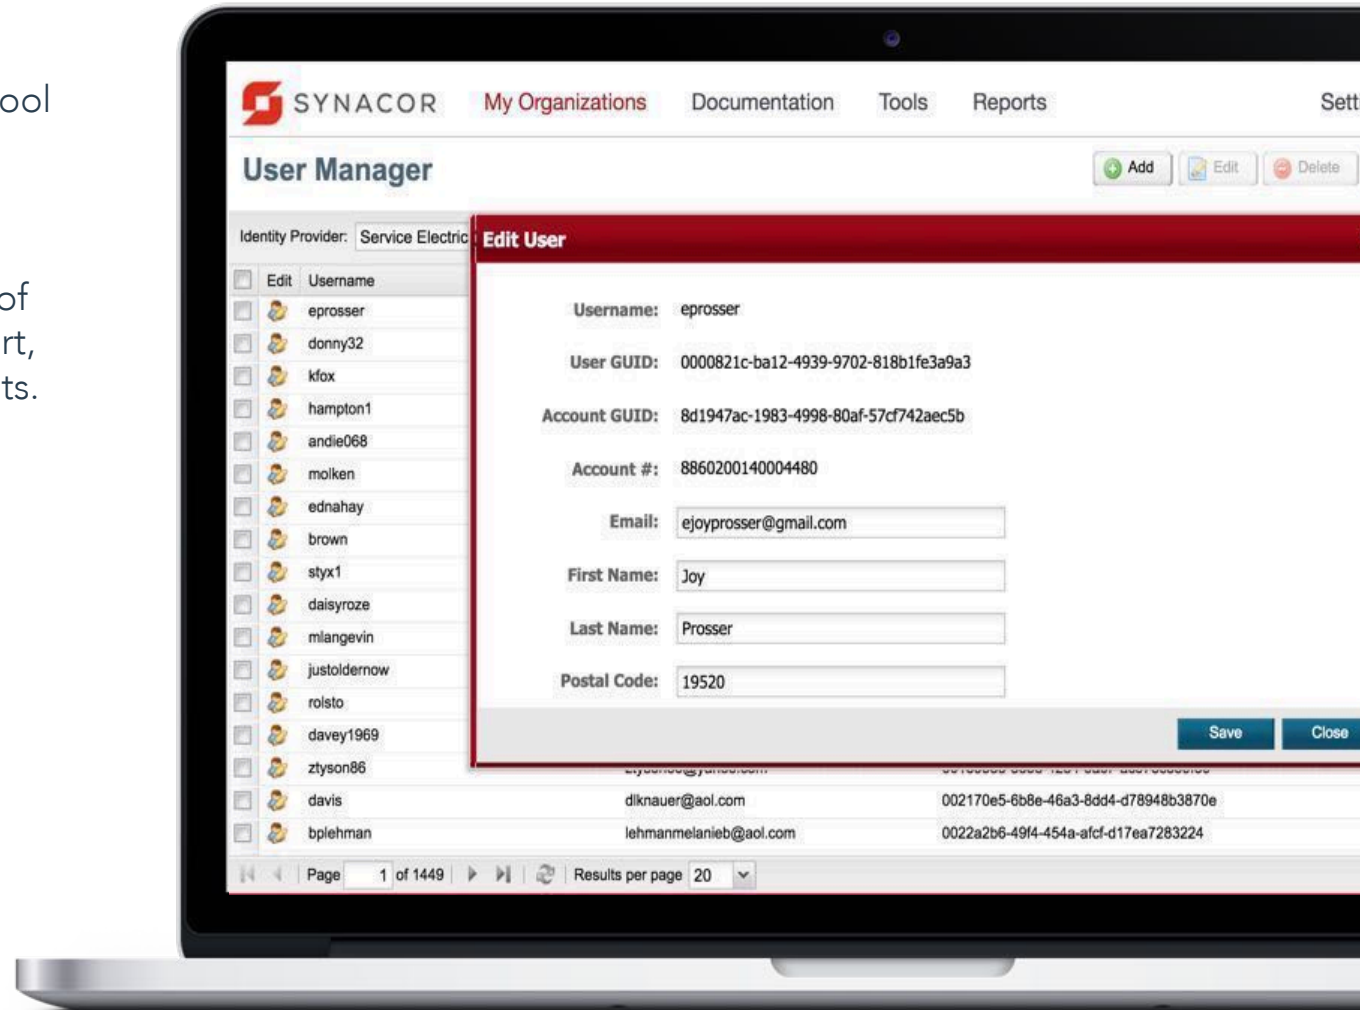 ool
of
rt,
ts.
SYNACOR My Organizations Documentation Tools Reports Sett
User Manager Add Edit Delete
Identity Provider: Service Electric
Edit User
Edit Username
eprosser
donny32
kfox
hampton1
andie068
molken
ednahay
brown
styx1
daisyroze
mlangevin
justoldernow
rolsto
davey1969
ztyson86
davis dlknauer@aol.com 002170e5-6b8e-46a3-8dd4-d78948b3870e
bplehman lehmanmelanieb@aol.com 0022a2b6-49f4-454a-afcf-d17ea7283224
Username: eprosser
User GUID: 0000821c-ba12-4939-9702-818b1fe3a9a3
Account GUID: 8d1947ac-1983-4998-80af-57cf742aec5b
Account #: 8860200140004480
Email: ejoyprosser@gmail.com
First Name: Joy
Last Name: Prosser
Postal Code: 19520
Save Close
Page 1 of 1449 Results per page 20